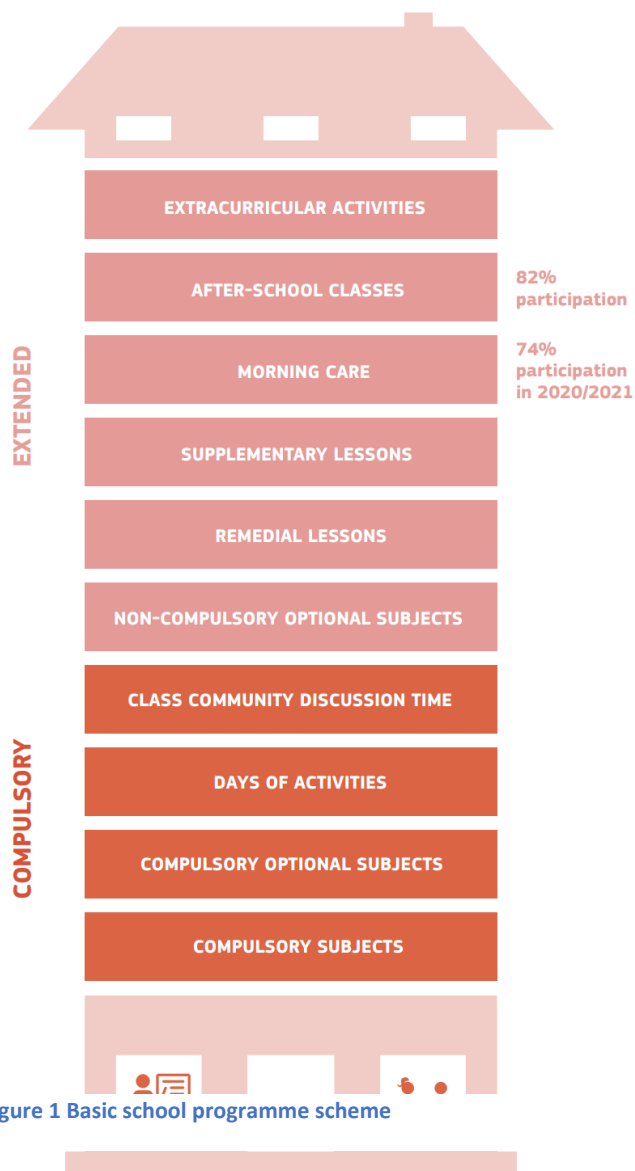 EXTRACURRICULAR ACTIVITIES
AFTER-SCHOOL CLASSES
82%
participation
MORNING CARE
74%
participation
in 2020/2021
EXTENDED
SUPPLEMENTARY LESSONS
REMEDIAL LESSONS
NON-COMPULSORY OPTIONAL SUBJECTS
CLASS COMMUNITY DISCUSSION TIME
COMPULSORY
DAYS OF ACTIVITIES
COMPULSORY OPTIONAL SUBJECTS
COMPULSORY SUBJECTS
gure 1 Basic school programme scheme